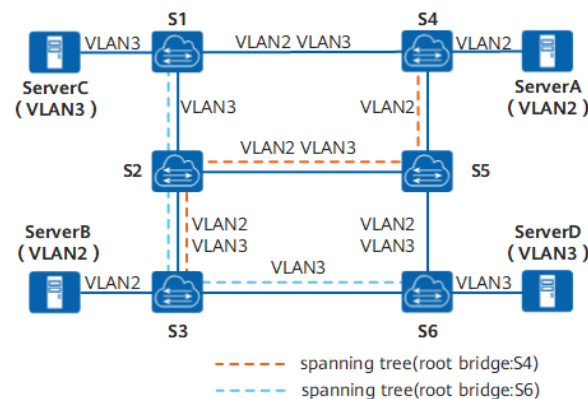 S1
S4
VLAN3
VLAN2 VLAN3
VLAN2
ServerC
( VLAN3 )
ServerA
( VLAN2 )
VLAN3
VLAN2
VLAN2 VLAN3
S2
S5
ServerB
( VLAN2 )
VLAN2
VLAN3
VLAN2
VLAN3
ServerD
( VLAN3 )
VLAN3
VLAN2
VLAN3
S3
S6
spanning tree(root bridge:S4)
spanning tree(root bridge:S6)